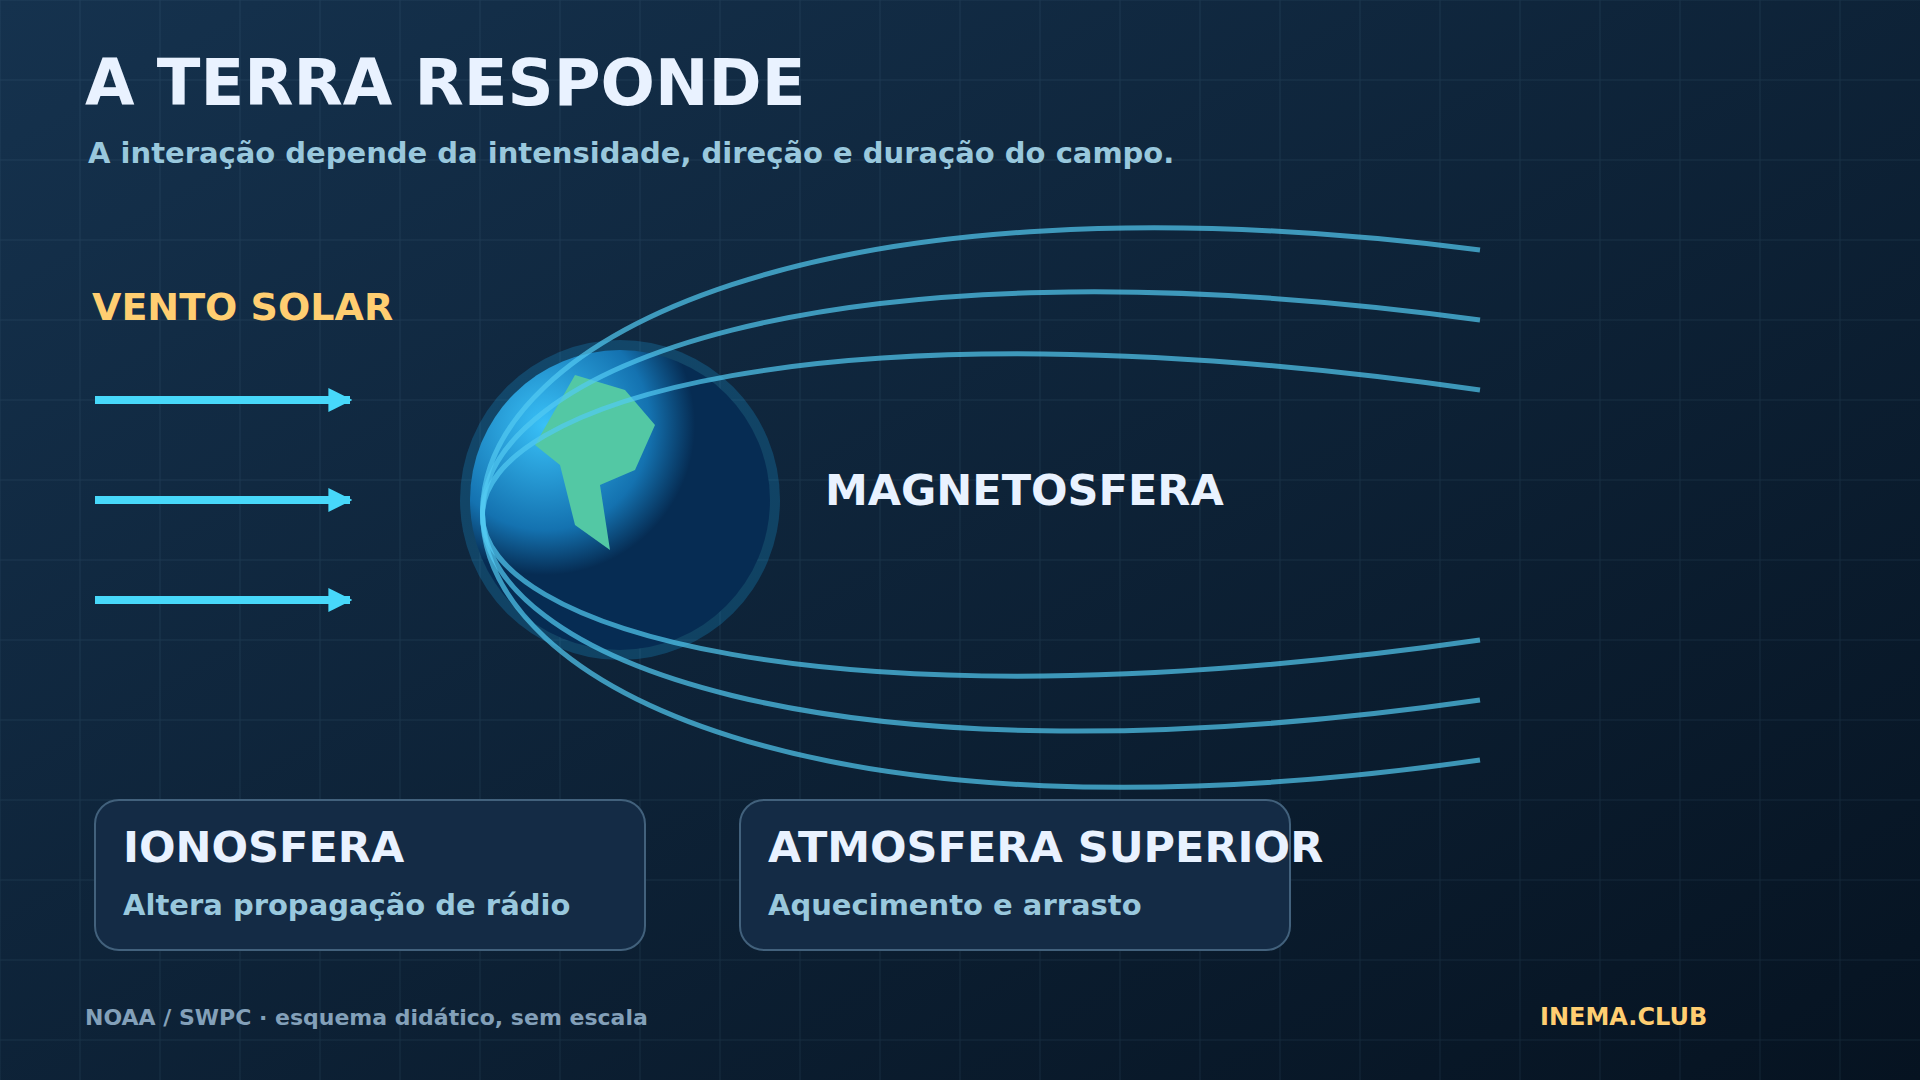 A TERRA RESPONDE
A interação depende da intensidade, direção e duração do campo.
VENTO SOLAR
MAGNETOSFERA
IONOSFERA
Altera propagação de rádio
ATMOSFERA SUPERIOR
Aquecimento e arrasto
NOAA / SWPC · esquema didático, sem escala
INEMA.CLUB